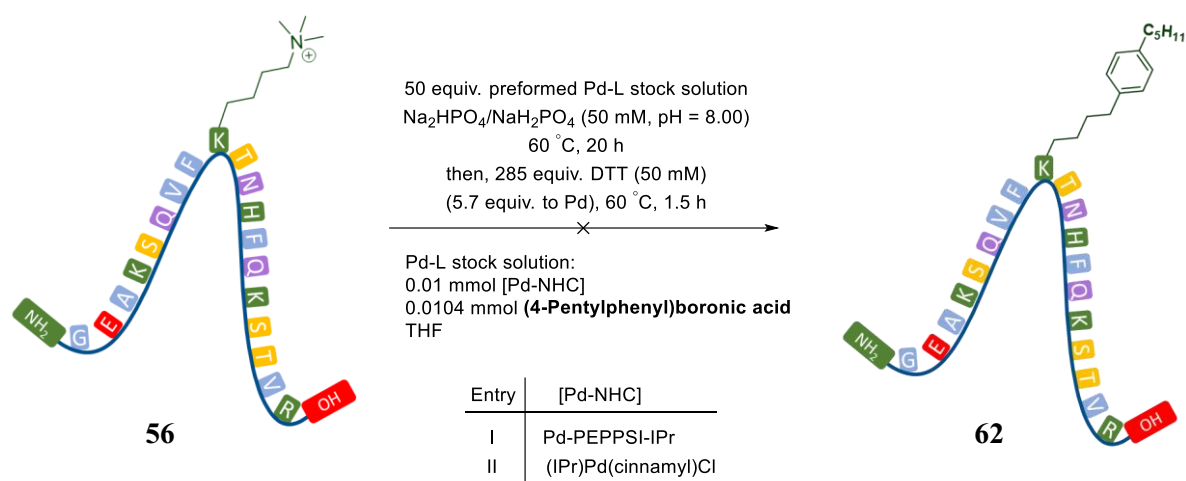 N
+
K
F
V
Q
S
K
A
E
G
NH2
T
N
H
F
Q
K
S
T
V
R
OH
56
50 equiv. preformed Pd-L stock solution
Na2HPO4/NaH2PO4 (50 mM, pH = 8.00)
60 °C, 20 h
then, 285 equiv. DTT (50 mM)
(5.7 equiv. to Pd), 60 °C, 1.5 h
Pd-L stock solution:
0.01 mmol [Pd-NHC]
0.0104 mmol (4-Pentylphenyl)boronic acid
THF
Entry [Pd-NHC]
I Pd-PEPPSI-IPr
II (IPr)Pd(cinnamyl)Cl
C5H11
K
F
V
Q
S
K
A
E
G
NH2
T
N
H
F
Q
K
S
T
V
R
OH
62